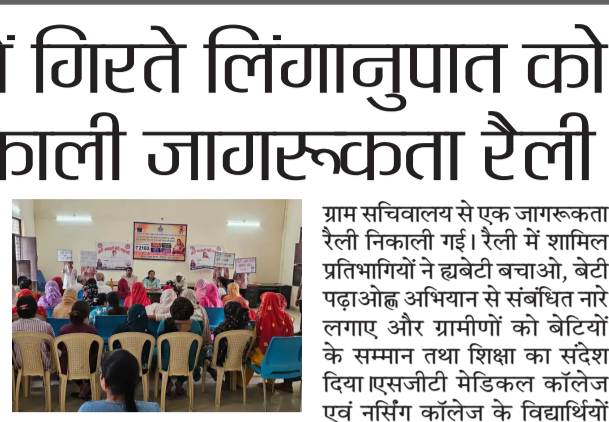 गिरते लिंगानुपात को
जागरूकता रैली
ग्राम सचिवालय से एक जागरूकता
रैली निकाली गई। रैली में शामिल
प्रतिभागियों ने ह्यबेटी बचाओ, बेटी
पढ़ाओह्ण अभियान से संबंधित नारे
लगाए और ग्रामीणों को बेटियों
के सम्मान तथा शिक्षा का संदेश
दिया।एसजीटी मेडिकल कॉलेज
एवं नर्सिंग कॉलेज के विद्यार्थियों